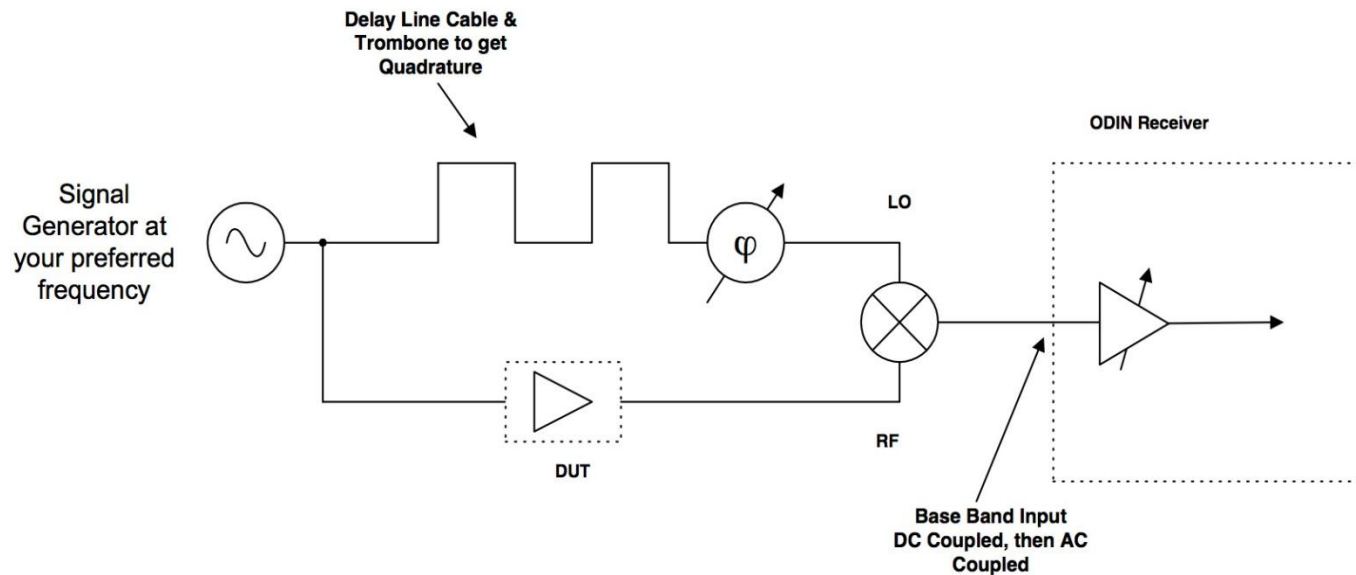 Delay Line Cable &
Trombone to get
Quadrature
ODIN Receiver
Signal
Generator at
your preferred
frequency
LO
φ
RF
DUT
Base Band Input
DC Coupled, then AC
Coupled